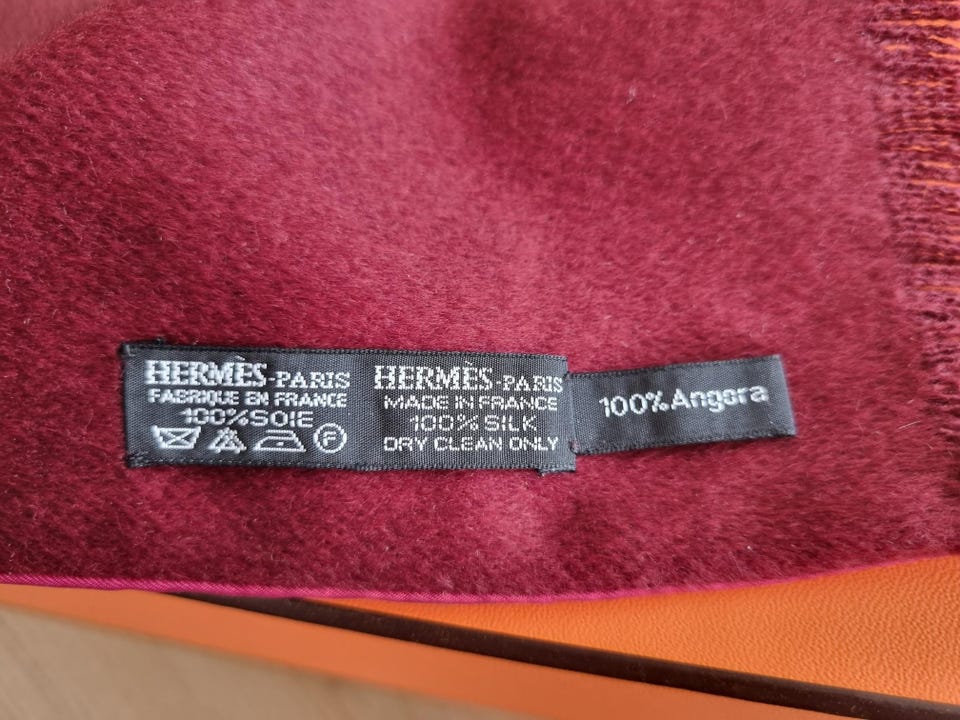 HERMÈS-PARIS
FABRIQUE EN FRANCE
100%SOIE
F
HERMÈS-PARIS
MADE IN FRANCE
100% SILK
DRY CLEAN ONLY
100%.Angora